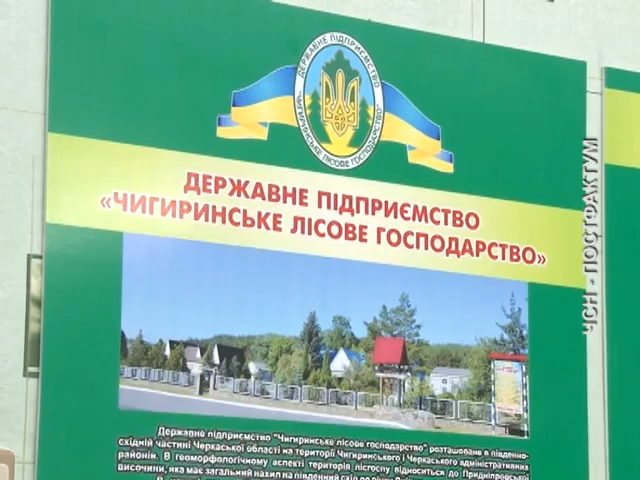 ДЕРЖАВНЕ ПІДПРИЄМСТВО
ЧИГИРИНСЬКЕ ЛІСОВЕ ГОСПОДАРСТВО
ДЕРЖАВНЕ ПІДПРИЄМСТВО
«ЧИГИРИНСЬКЕ ЛІСОВЕ ГОСПОДАРСТВО»
ЧСН - ПОСТФАКТУМ
Державне підприємство "Чигиринське лісове господарство" розташоване в південно-
східній частині Черкаської області на території Чигиринського і Черкаського адміністративних
районів. В геоморфологічному аспекті територія лісгоспу відноситься до Придніпровської
височини, яка має загальний нахил на південний схід до річки